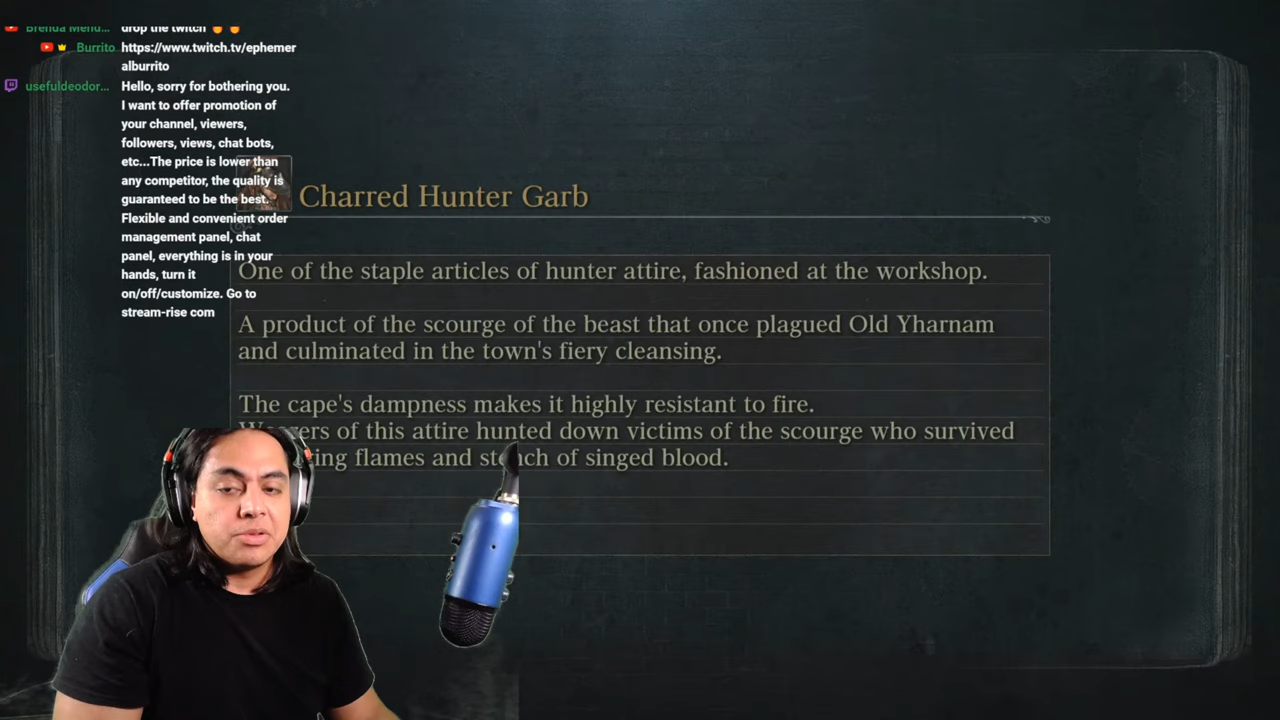 Brenda Mend... drop the twitch
Burrito https://www.twitch.tv/ephemer
alburrito
usefuldeodor... Hello, sorry for bothering you.
I want to offer promotion of
your channel, viewers,
followers, views, chat bots,
etc...The price is lower than
any competitor, the quality is
guaranteed to be the best.
Flexible and convenient order
management panel, chat
panel, everything is in your
hands, turn it
on/off/customize. Go to
stream-rise com
Charred Hunter Garb
One of the staple articles of hunter attire, fashioned at the workshop.
A product of the scourge of the beast that once plagued Old Yharnam
and culminated in the town's fiery cleansing.
The cape's dampness makes it highly resistant to fire.
of this attire hunted down victims of the scourge who survived
flames and stench of singed blood.